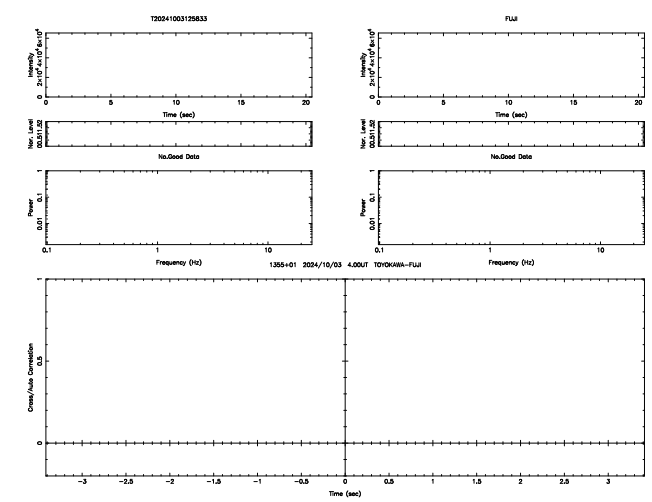 T20241003125833
FUJI
Intensity
0 2×10⁴ 4×10⁴ 6×10⁴
0 5 10 15 20
Time (sec)
Intensity
0 2×10⁴ 4×10⁴ 6×10⁴
0 5 10 15 20
Time (sec)
Nor. Level
00.511.52
Nor. Level
00.511.52
No.Good Data
No.Good Data
Power
0.01 0.1 1
0.1 1 10
Frequency (Hz)
Power
0.01 0.1 1
0.1 1 10
Frequency (Hz)
1355+01 2024/10/03 4.00UT TOYOKAWA-FUJI
Cross/Auto Correlation
0 0.5 1
-3 -2.5 -2 -1.5 -1 -0.5 0 0.5 1 1.5 2 2.5 3
Time (sec)